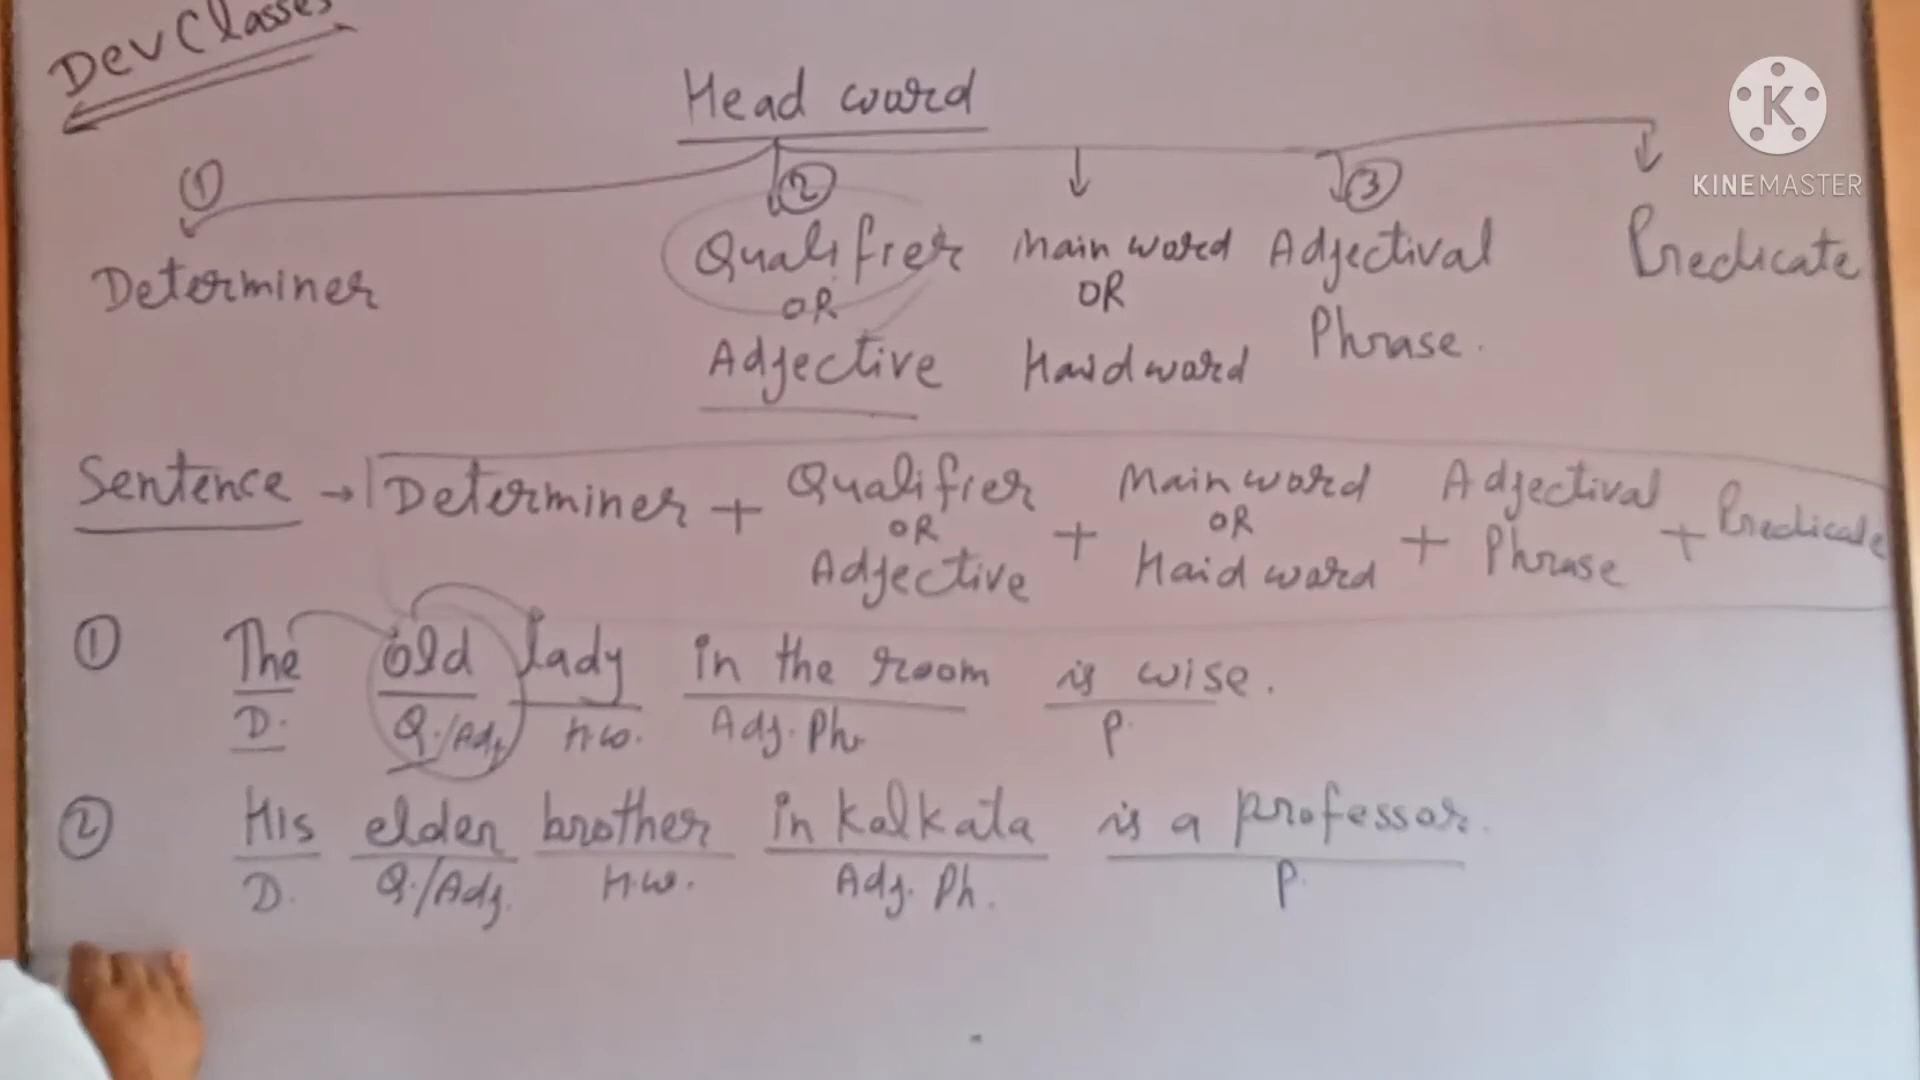 Dev Classes
Head word
K
KINEMASTER
① ② ③
Determiner Qualifier Main word Adjectival Predicate
OR OR Phrase.
Adjective Haid word
Sentence → Determiner + Qualifier OR Adjective + Main word OR Haid word + Adjectival Phrase + Predicate
① The old lady in the room is wise.
D. Q./Adj H.W. Adj. Ph. P.
② His elder brother in kolkata is a professor.
D. Q./Adj. H.W. Adj. Ph. P.